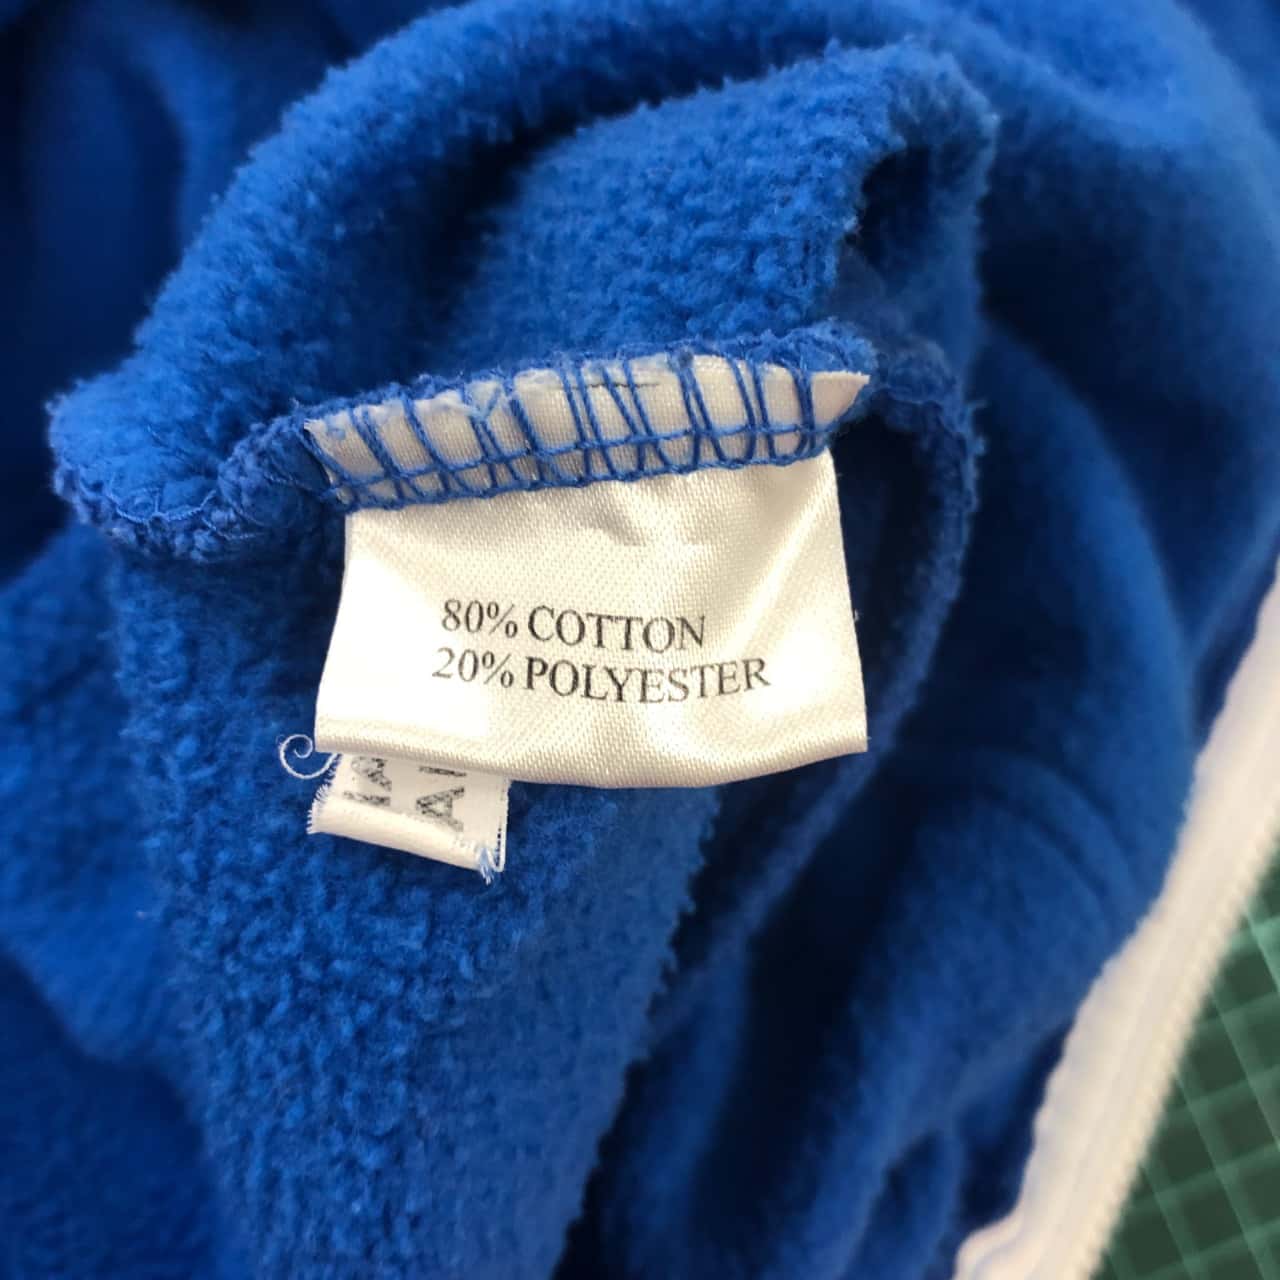 80% COTTON
20% POLYESTER